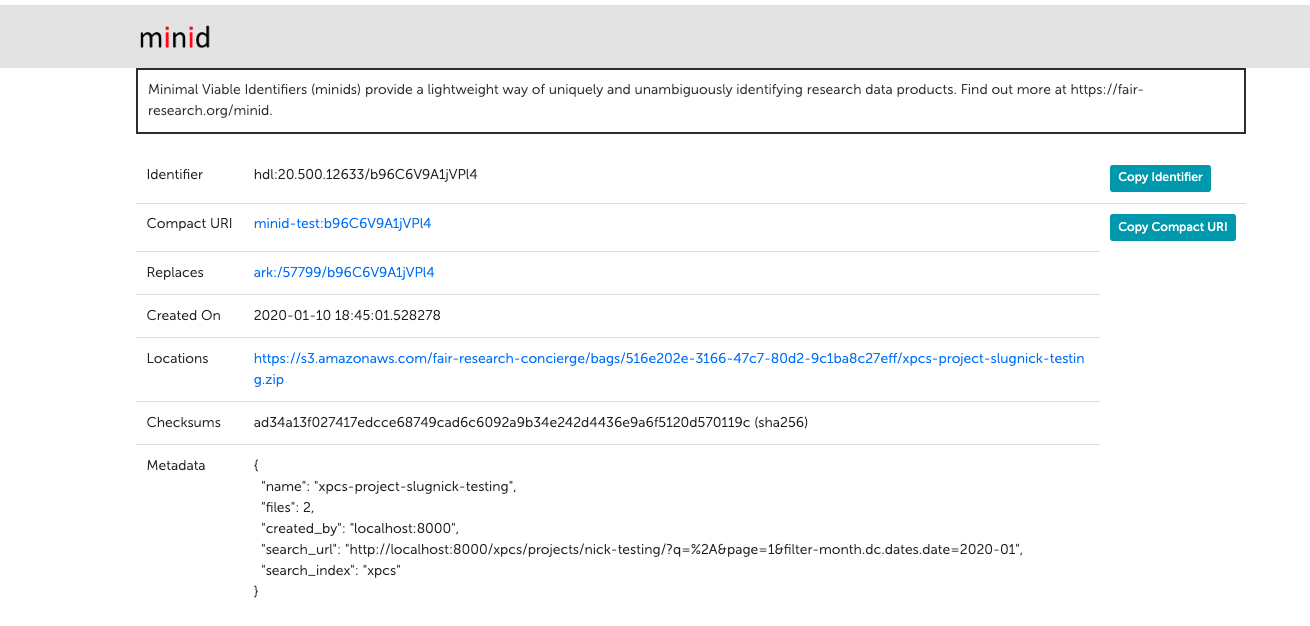 minid
Minimal Viable Identifiers (minids) provide a lightweight way of uniquely and unambiguously identifying research data products. Find out more at https://fair-
research.org/minid.
Identifier hdl:20.500.12633/b96C6V9A1jVPl4 Copy Identifier
Compact URI minid-test:b96C6V9A1jVPl4 Copy Compact URI
Replaces ark:/57799/b96C6V9A1jVPl4
Created On 2020-01-10 18:45:01.528278
Locations https://s3.amazonaws.com/fair-research-concierge/bags/516e202e-3166-47c7-80d2-9c1ba8c27eff/xpcs-project-slugnick-testin
g.zip
Checksums ad34a13f027417edcce68749cad6c6092a9b34e242d4436e9a6f5120d570119c (sha256)
Metadata {
"name": "xpcs-project-slugnick-testing",
"files": 2,
"created_by": "localhost:8000",
"search_url": "http://localhost:8000/xpcs/projects/nick-testing/?q=%2A&page=1&filter-month.dc.dates.date=2020-01",
"search_index": "xpcs"
}